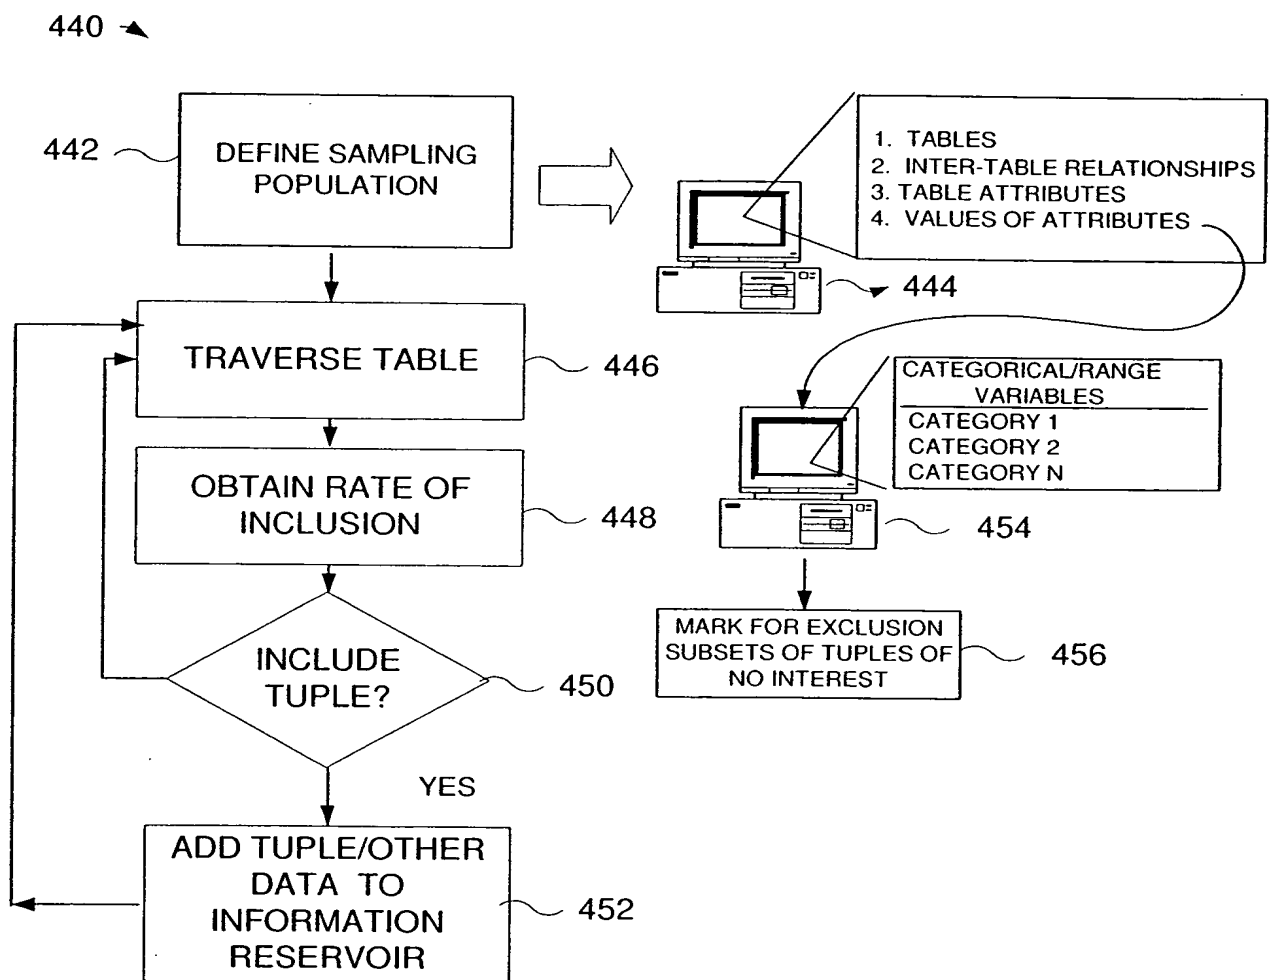 440
442
DEFINE SAMPLING
POPULATION
1. TABLES
2. INTER-TABLE RELATIONSHIPS
3. TABLE ATTRIBUTES
4. VALUES OF ATTRIBUTES
444
TRAVERSE TABLE
446
CATEGORICAL/RANGE
VARIABLES
CATEGORY 1
CATEGORY 2
CATEGORY N
OBTAIN RATE OF
INCLUSION
448
454
INCLUDE
TUPLE?
450
MARK FOR EXCLUSION
SUBSETS OF TUPLES OF
NO INTEREST
456
YES
ADD TUPLE/OTHER
DATA TO
INFORMATION
RESERVOIR
452